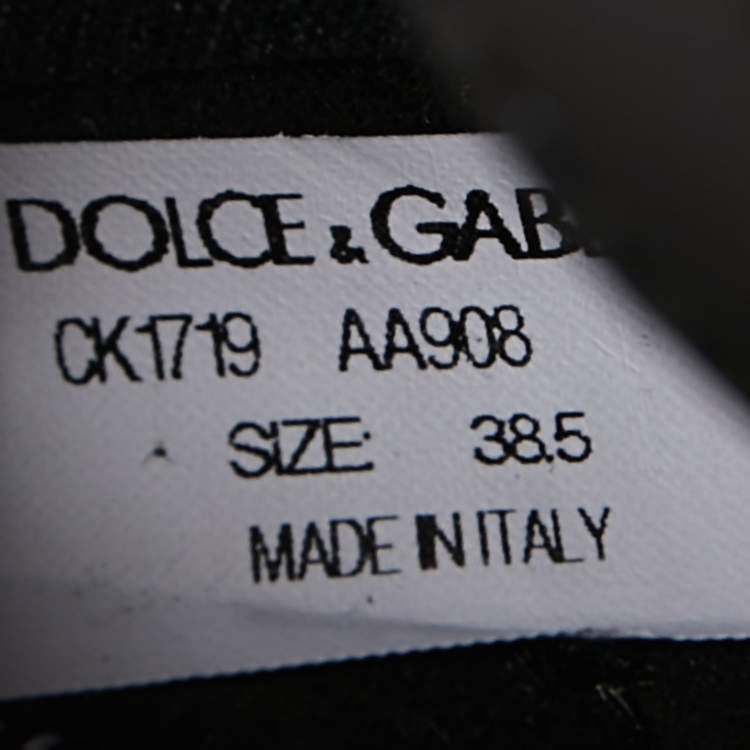 DOLCE & GAB
CK1719 AA908
SIZE: 38.5
MADE IN ITALY